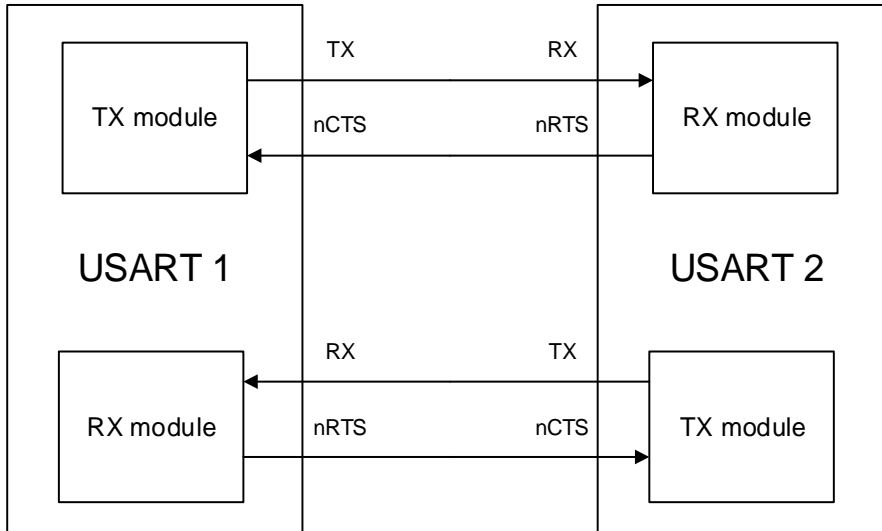 TX RX
TX module
nCTS nRTS
RX module
USART 1 USART 2
RX TX
RX module
nRTS nCTS
TX module